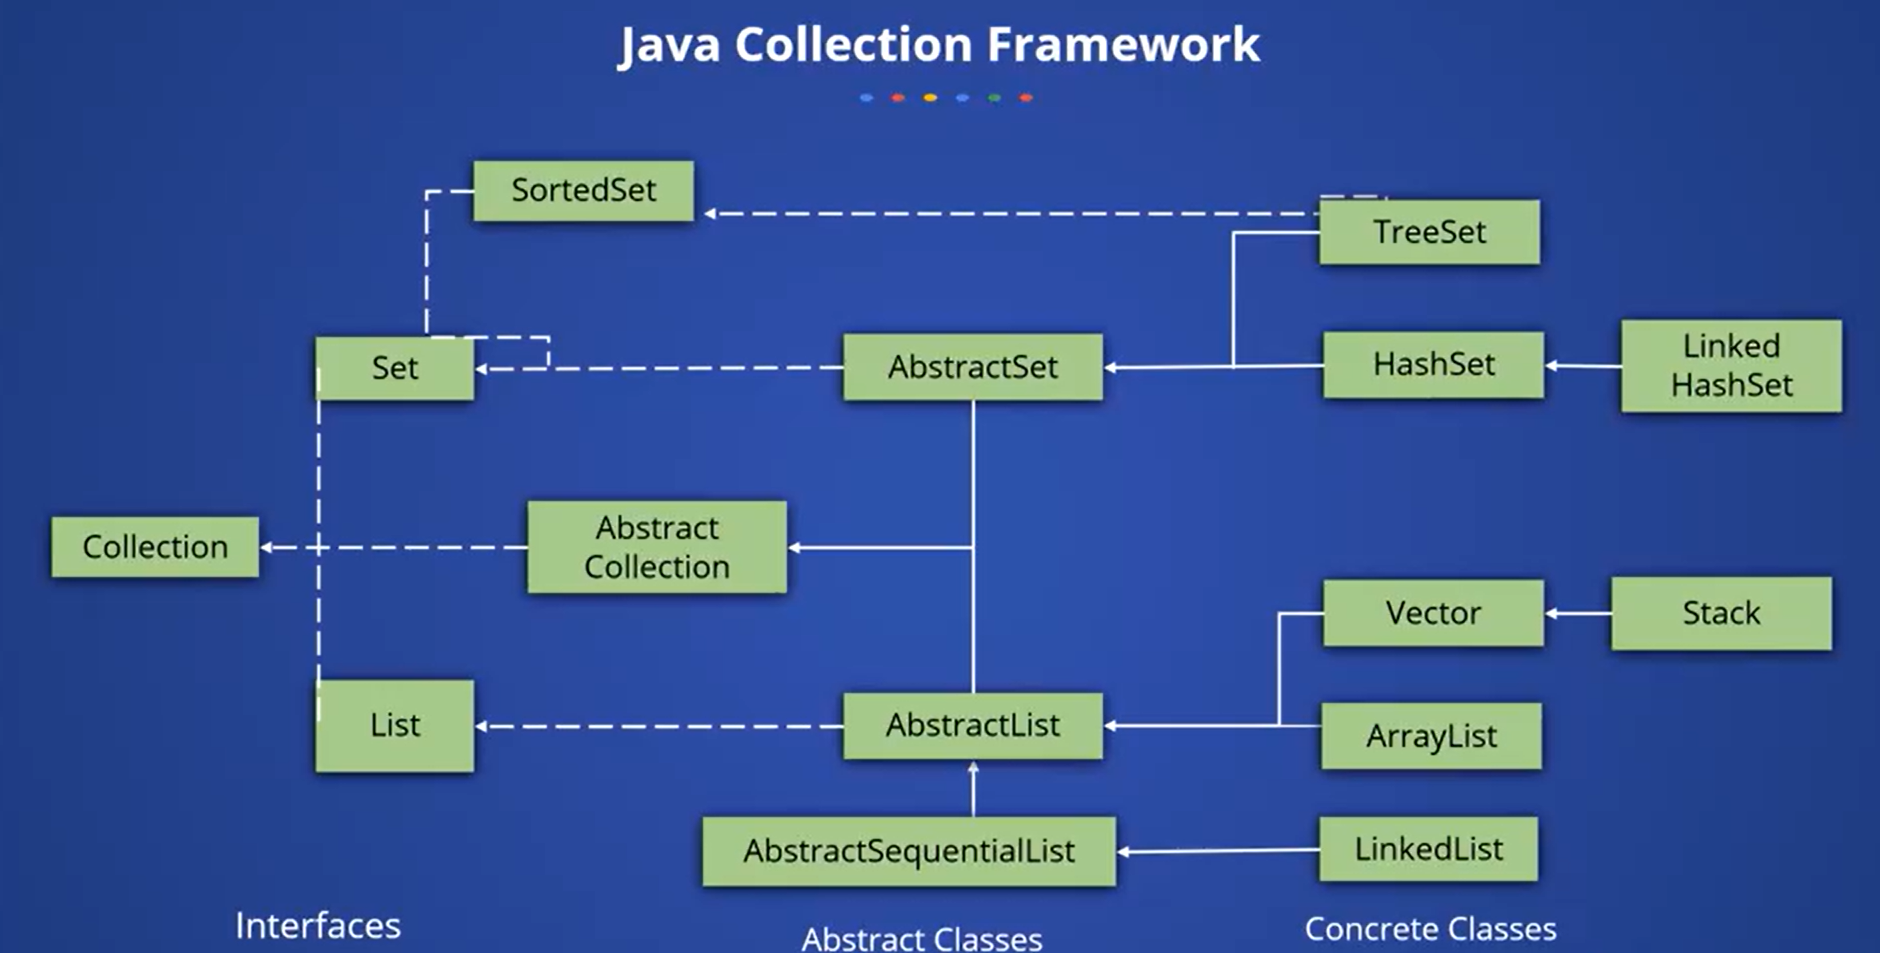 Java Collection Framework
SortedSet
TreeSet
Set
AbstractSet
HashSet
Linked
HashSet
Collection
Abstract
Collection
Vector
Stack
List
AbstractList
ArrayList
AbstractSequentialList
LinkedList
Interfaces
Abstract Classes
Concrete Classes